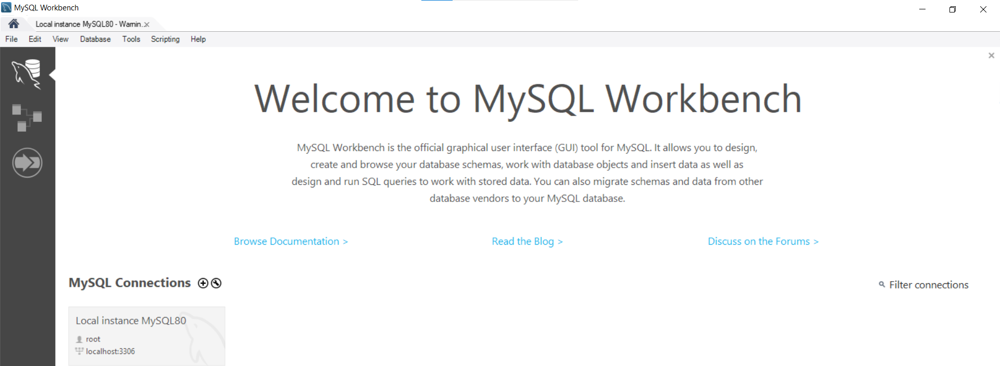 MySQL Workbench
Local instance MySQL80 - Warnin...
File Edit View Database Tools Scripting Help
Welcome to MySQL Workbench
MySQL Workbench is the official graphical user interface (GUI) tool for MySQL. It allows you to design,
create and browse your database schemas, work with database objects and insert data as well as
design and run SQL queries to work with stored data. You can also migrate schemas and data from other
database vendors to your MySQL database.
Browse Documentation > Read the Blog > Discuss on the Forums >
MySQL Connections
Filter connections
Local instance MySQL80
root
localhost:3306